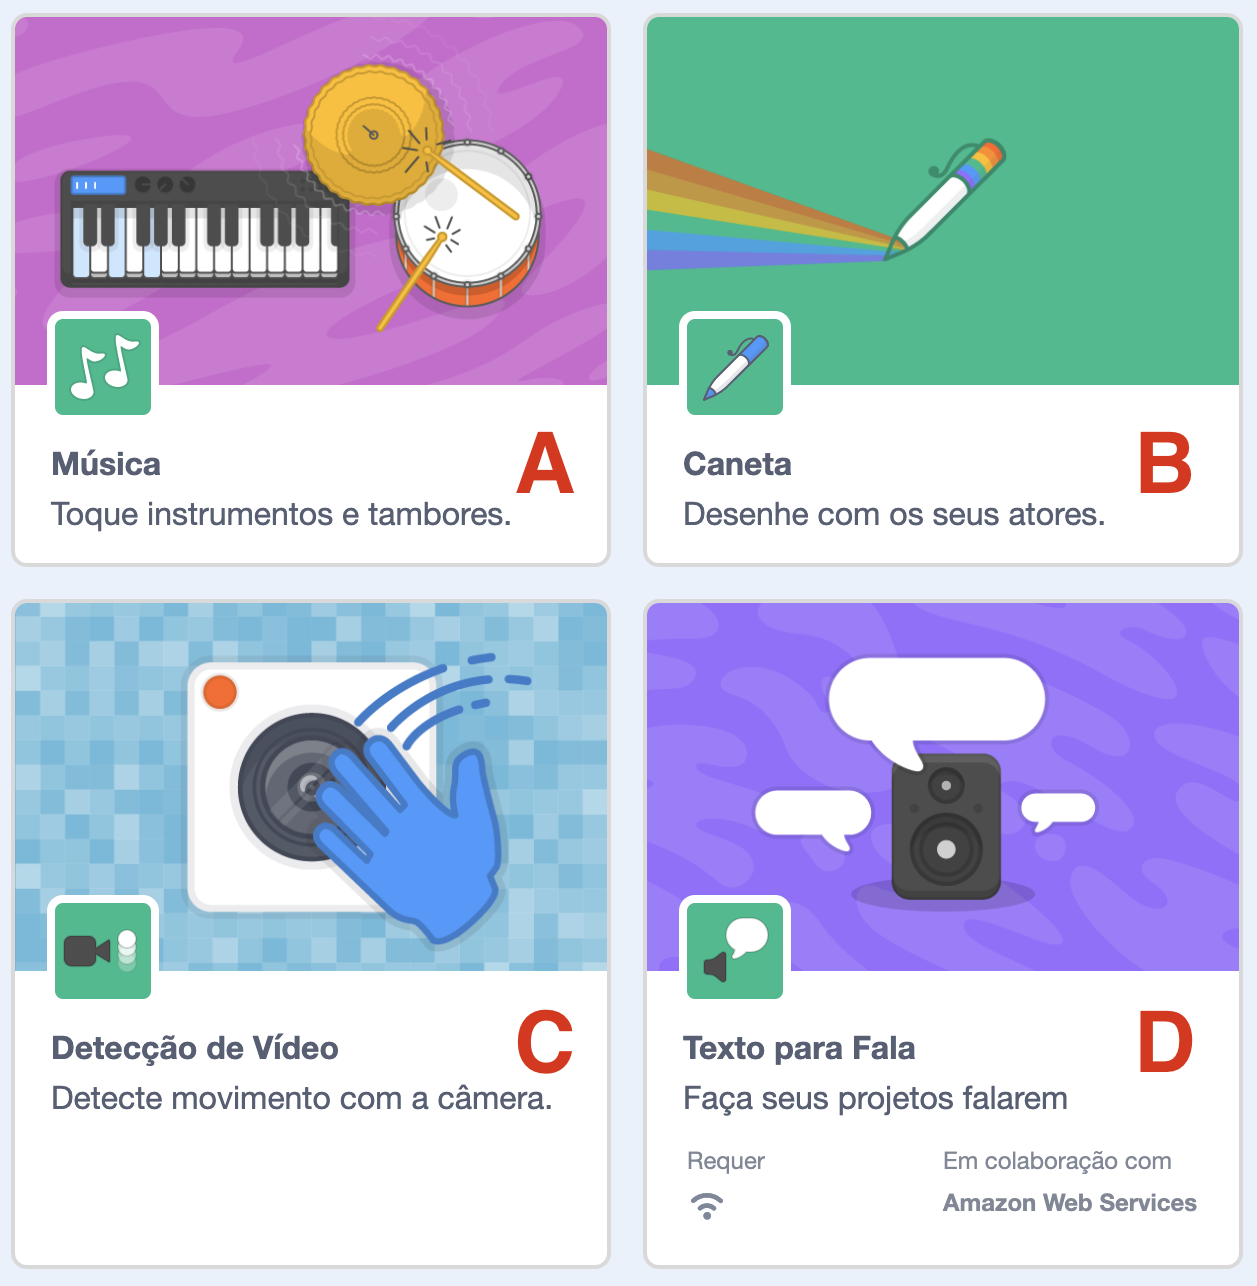 Música
A
Toque instrumentos e tambores.
Caneta
B
Desenhe com os seus atores.
Detecção de Vídeo
C
Detecte movimento com a câmera.
Texto para Fala
D
Faça seus projetos falarem
Requer
Em colaboração com
Amazon Web Services